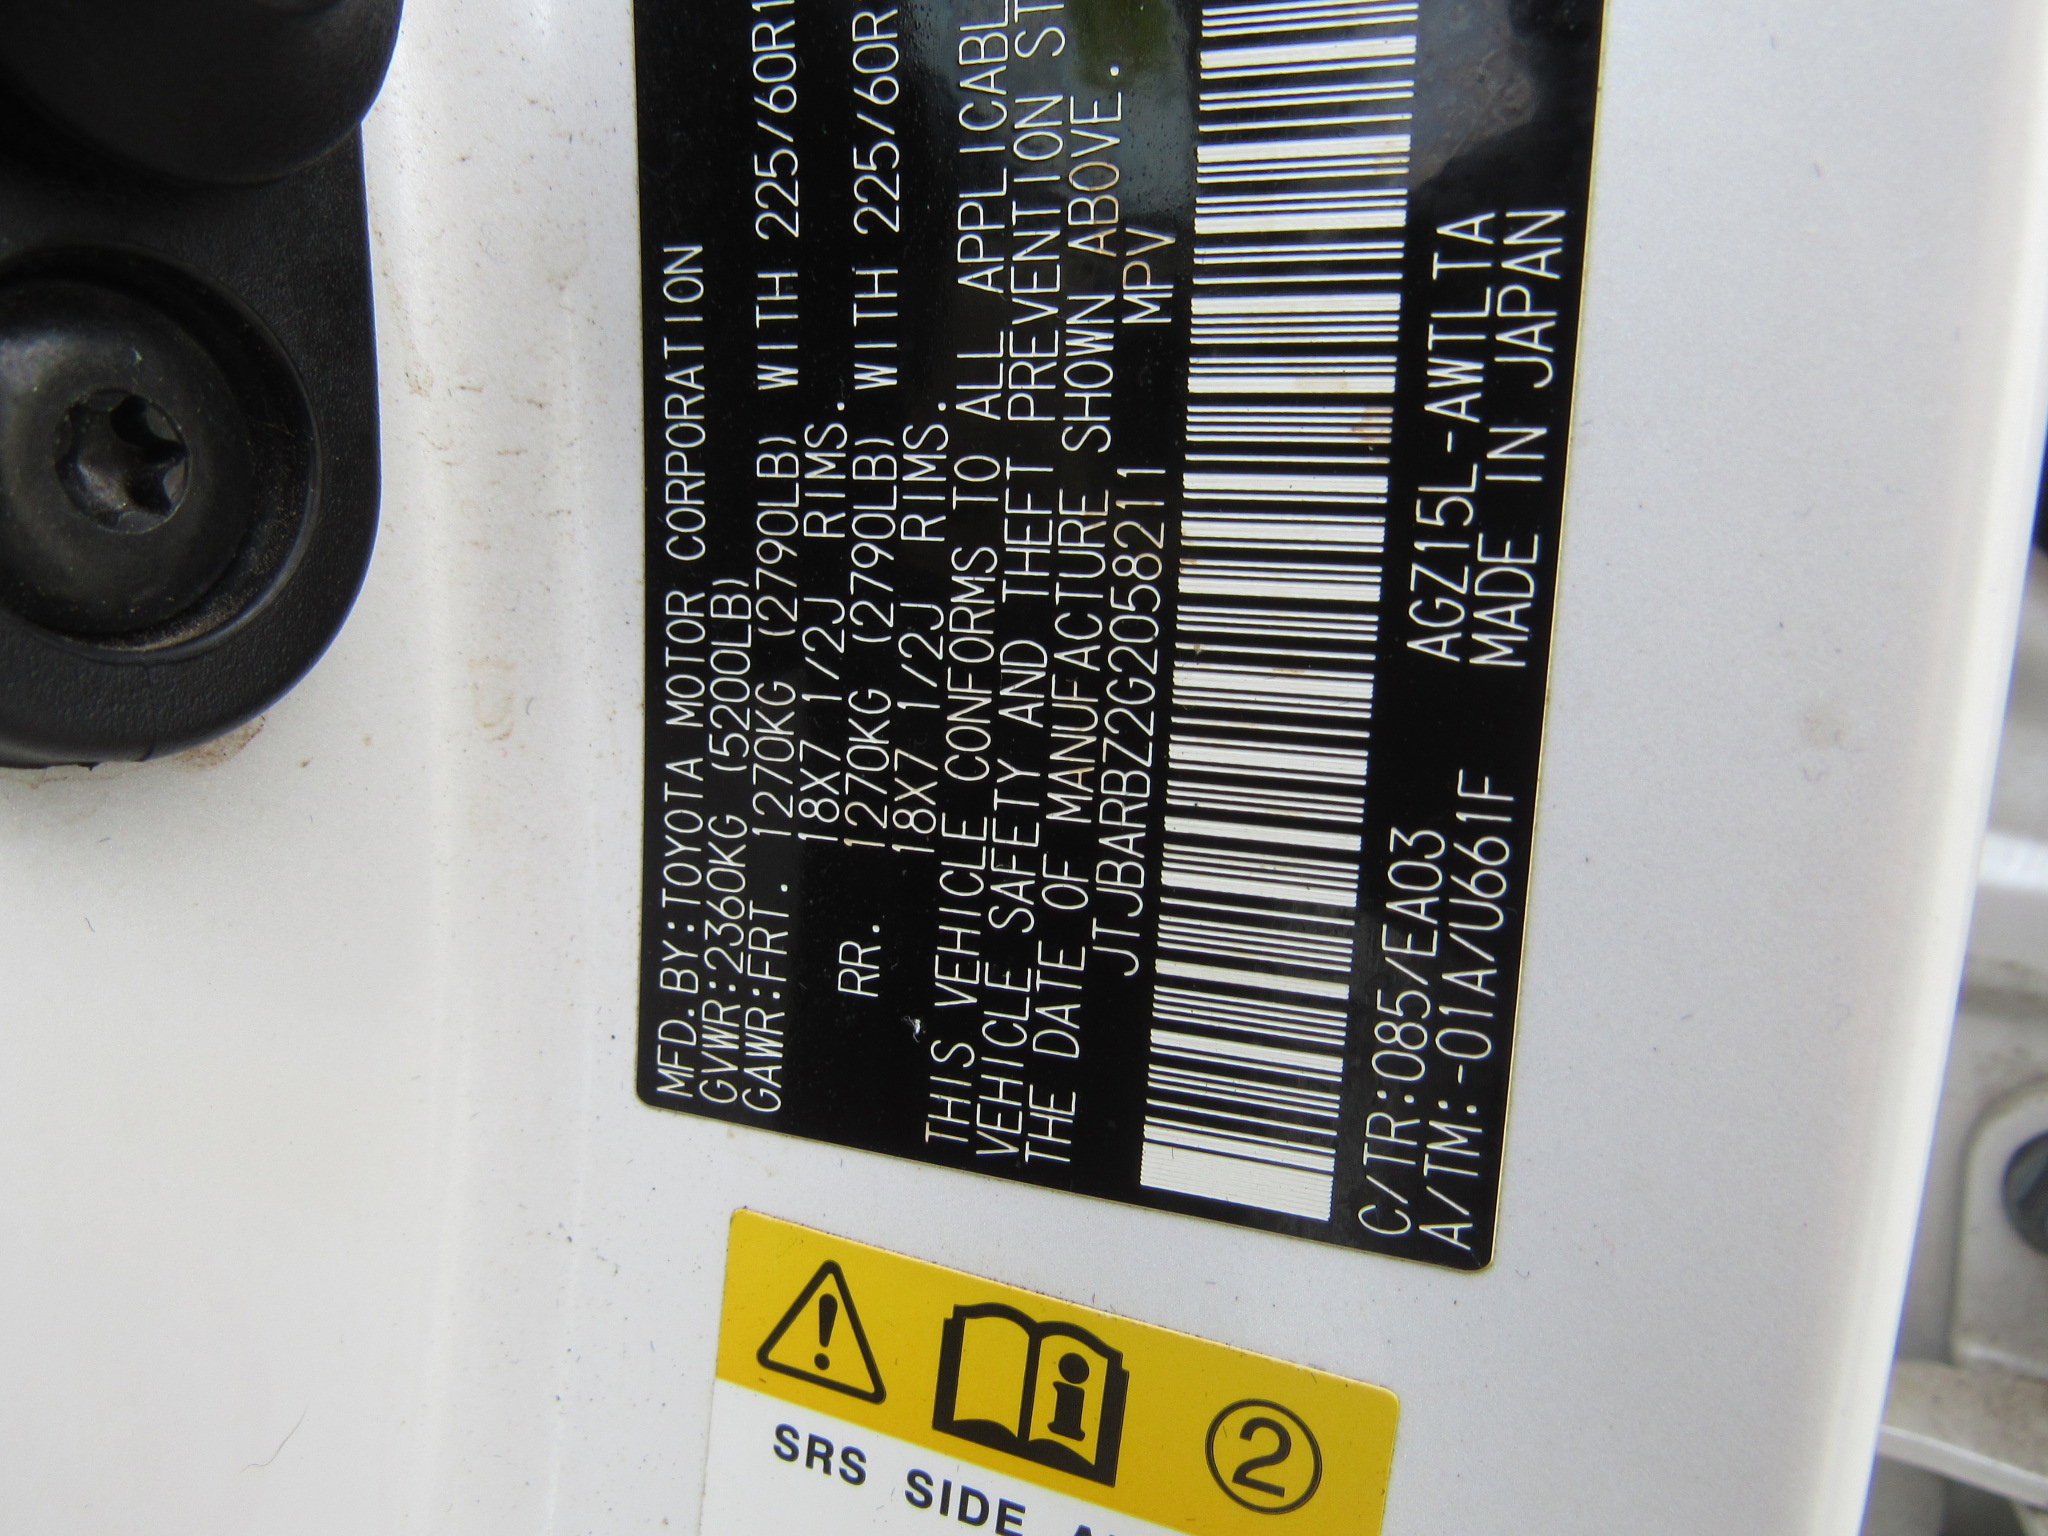 MFD.BY:TOYOTA MOTOR CORPORATION
GVWR:2360KG (5200LB)
GAWR:FRT. 1270KG (2790LB) WITH 225/60R1
18X7 1/2J RIMS.
RR. 1270KG (2790LB) WITH 225/60R
18X7 1/2J RIMS.
THIS VEHICLE CONFORMS TO ALL APPLICABL
VEHICLE SAFETY AND THEFT PREVENTION ST
THE DATE OF MANUFACTURE SHOWN ABOVE.
JTJBARBZ2G2058211 MPV
C/TR:085/EA03 AGZ15L-AWTLTA
A/TM:-01A/U661F MADE IN JAPAN
2
SRS SIDE